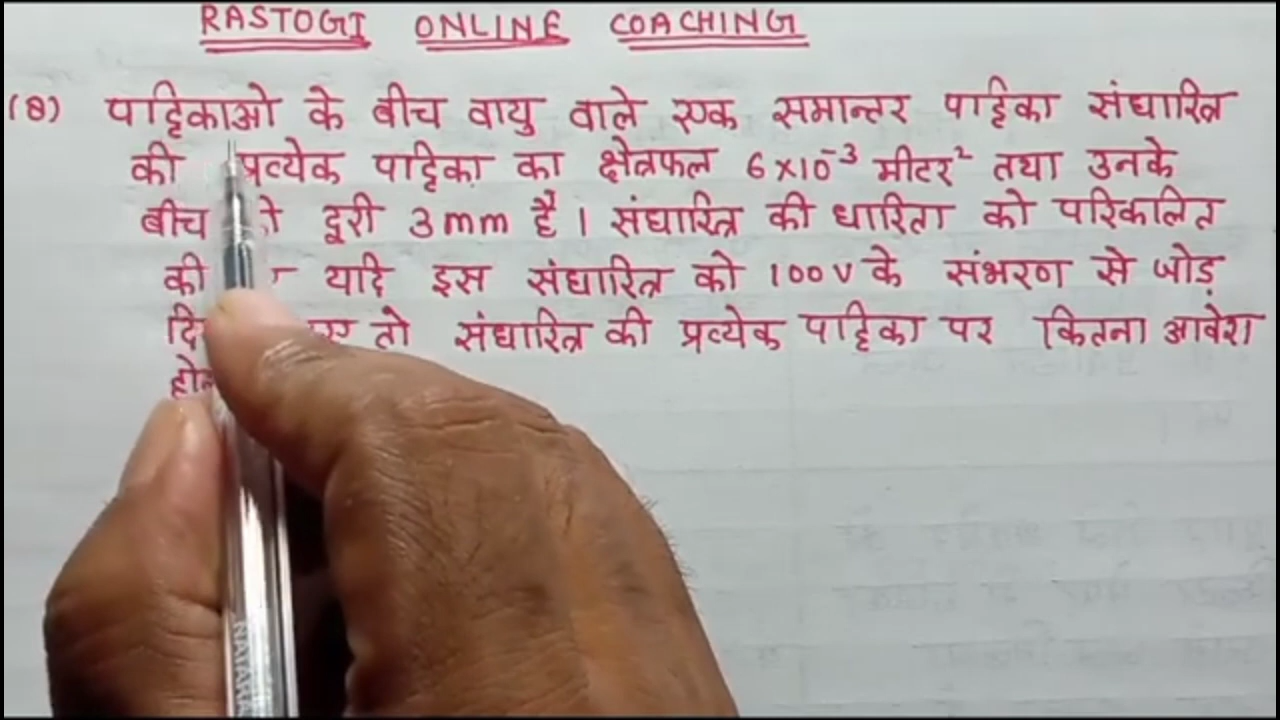 RASTOGI ONLINE COACHING
(8) पट्टिकाओ के बीच वायु वाले एक समान्तर पट्टिका संधारित्र
की प्रत्येक पट्टिका का क्षेत्रफल 6×10⁻³ मीटर² तथा उनके
बीच दूरी 3mm है। संधारित्र की धारिता को परिकलित
यदि इस संधारित्र को 100V के संभरण से जोड़
तो संधारित्र की प्रत्येक पट्टिका पर कितना आवेश
NATARA